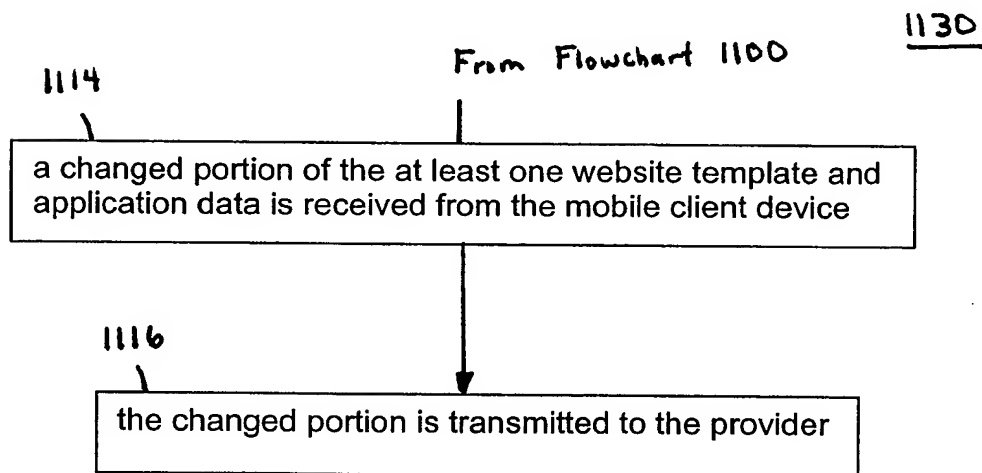 1130
1114
From Flowchart 1100
a changed portion of the at least one website template and
application data is received from the mobile client device
1116
the changed portion is transmitted to the provider